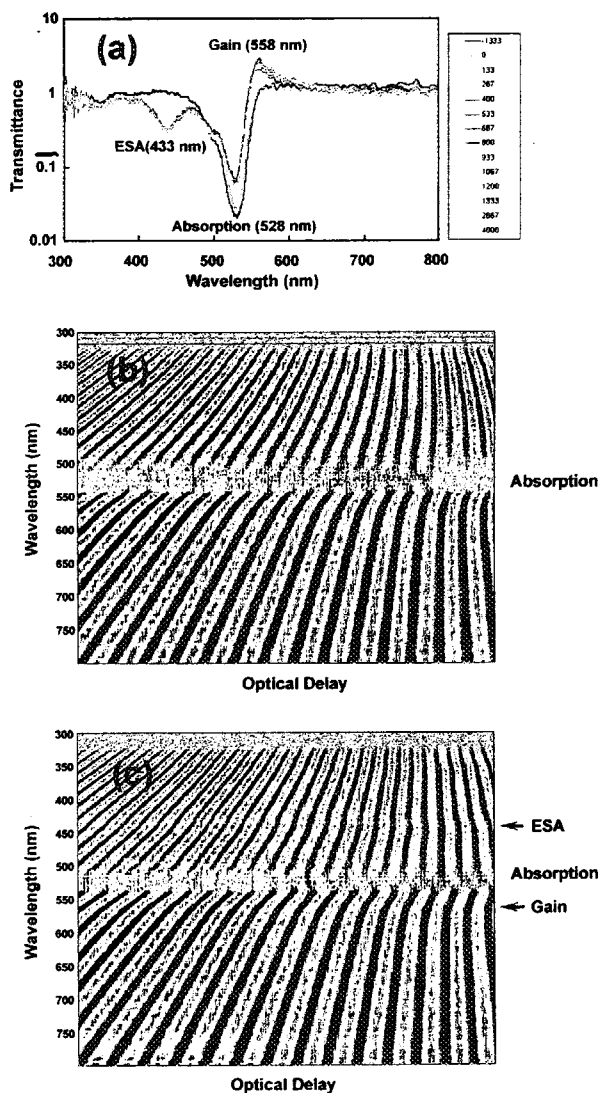 (a)
10
1
0.1
0.01
Transmittance
Gain (558 nm)
ESA(433 nm)
Absorption (528 nm)
300 400 500 600 700 800
Wavelength (nm)
-1333
0
133
267
400
533
667
800
933
1067
1200
1333
2667
4000
(b)
300
350
400
450
500
550
600
650
700
750
Wavelength (nm)
Absorption
Optical Delay
(c)
300
350
400
450
500
550
600
650
700
750
Wavelength (nm)
ESA
Absorption
Gain
Optical Delay